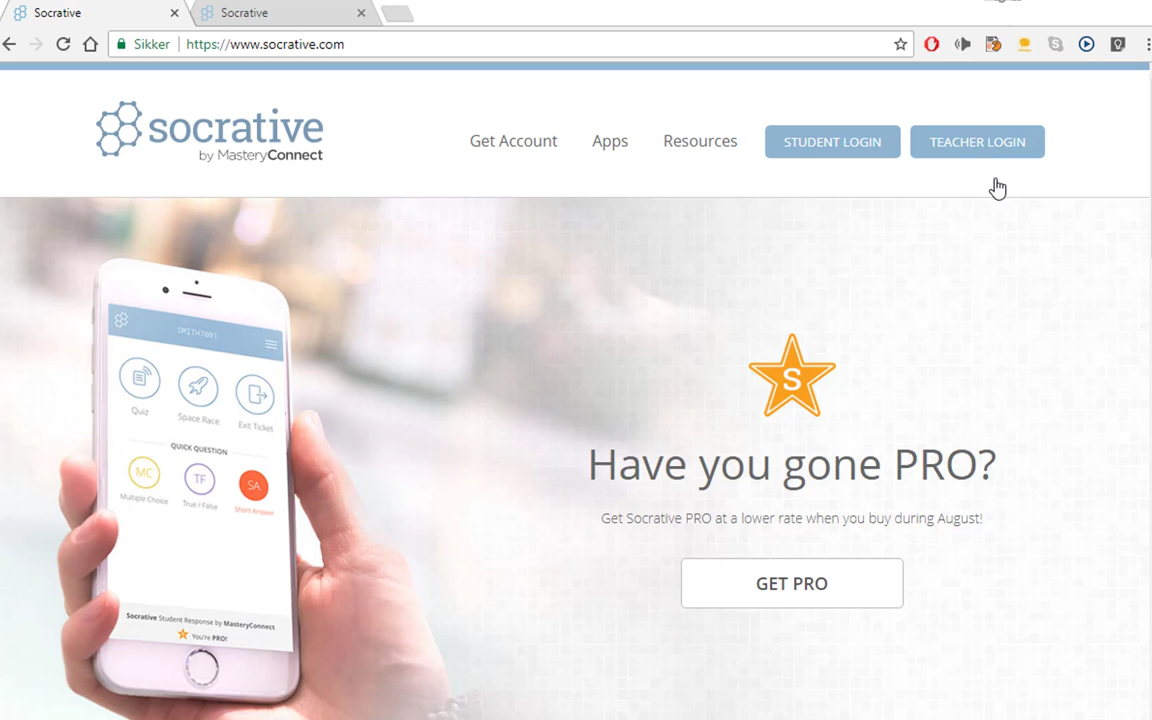 Socrative
Socrative
Sikker
https://www.socrative.com
socrative
by MasteryConnect
Get Account
Apps
Resources
STUDENT LOGIN
TEACHER LOGIN
SMITH7091
Quiz
Space Race
Exit Ticket
QUICK QUESTION
MC
TF
SA
Multiple Choice
True / False
Short Answer
Socrative Student Response by MasteryConnect
You're PRO!
S
Have you gone PRO?
Get Socrative PRO at a lower rate when you buy during August!
GET PRO